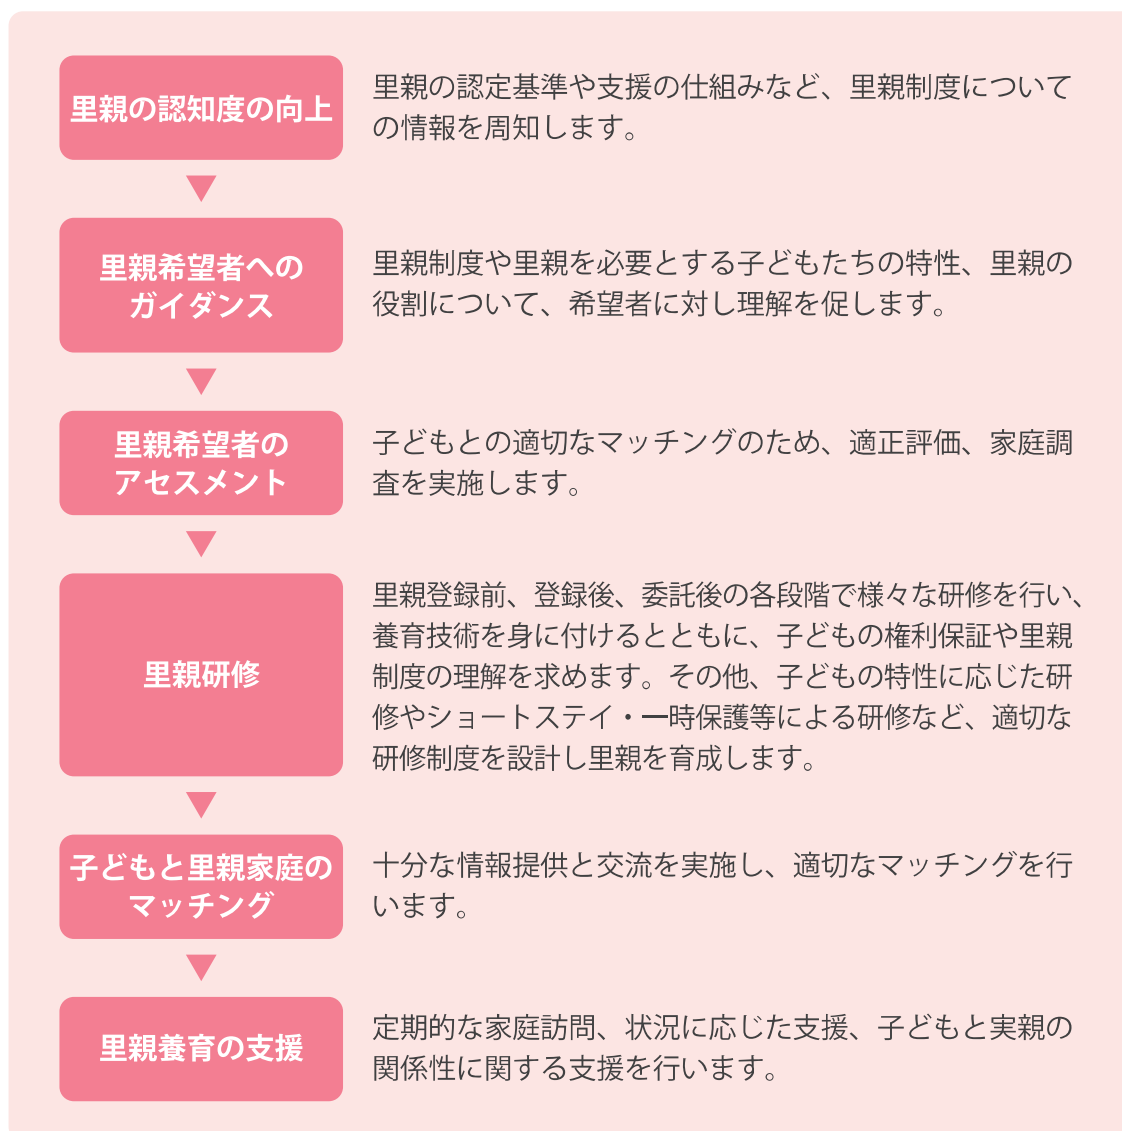 里親の認知度の向上
里親の認定基準や支援の仕組みなど、里親制度について
の情報を周知します。
里親希望者への
ガイダンス
里親制度や里親を必要とする子どもたちの特性、里親の
役割について、希望者に対し理解を促します。
里親希望者の
アセスメント
子どもとの適切なマッチングのため、適正評価、家庭調
査を実施します。
里親研修
里親登録前、登録後、委託後の各段階で様々な研修を行い、
養育技術を身に付けるとともに、子どもの権利保証や里親
制度の理解を求めます。その他、子どもの特性に応じた研
修やショートステイ・一時保護等による研修など、適切な
研修制度を設計し里親を育成します。
子どもと里親家庭の
マッチング
十分な情報提供と交流を実施し、適切なマッチングを行
います。
里親養育の支援
定期的な家庭訪問、状況に応じた支援、子どもと実親の
関係性に関する支援を行います。